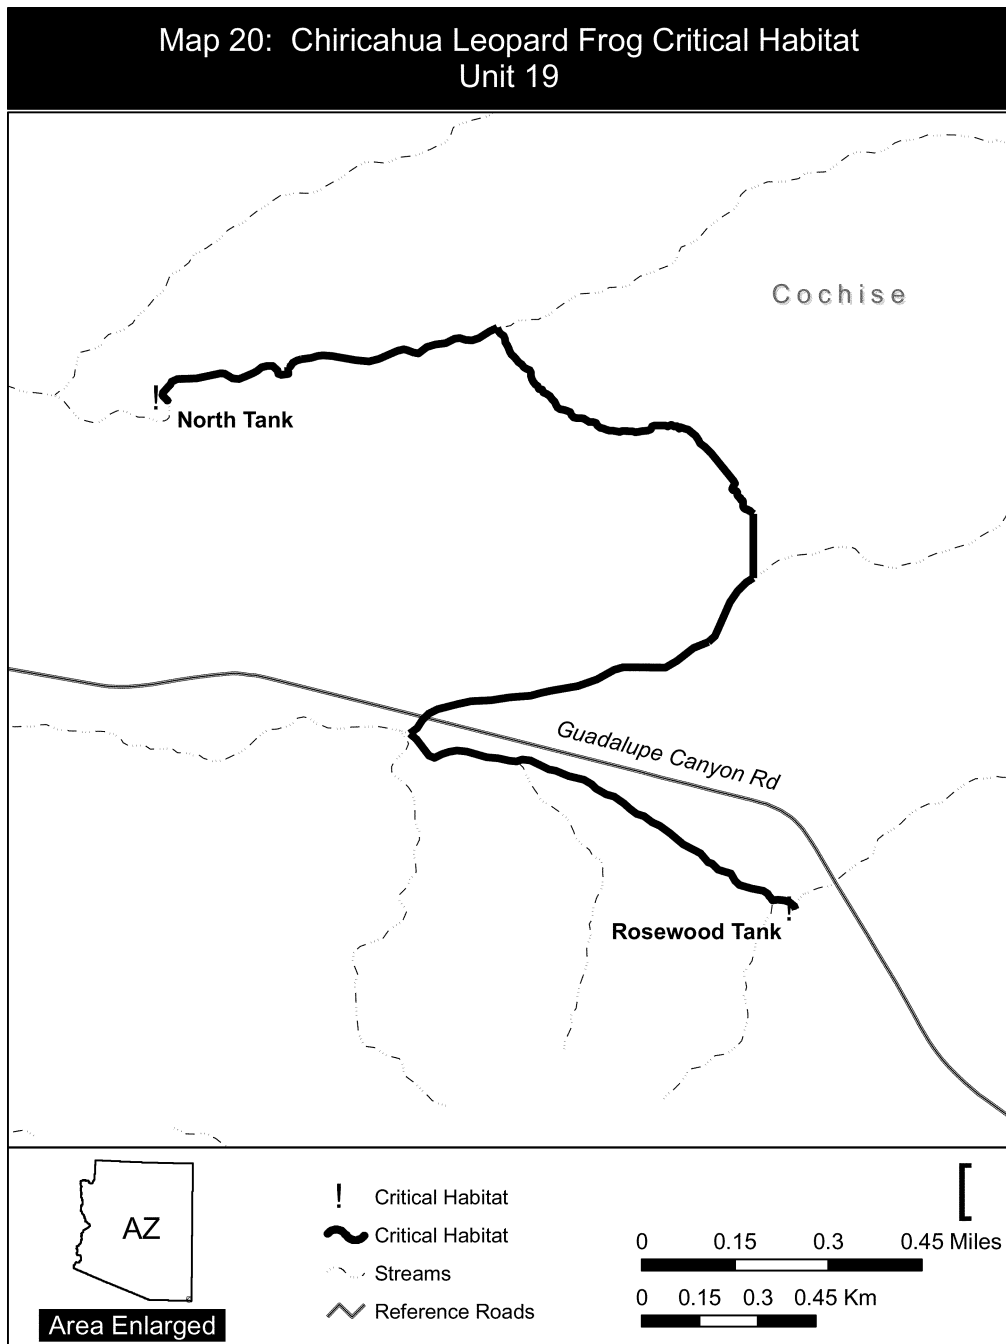 Map 20:  Chiricahua Leopard Frog Critical Habitat
Unit 19
Cochise
!
North Tank
Guadalupe Canyon Rd
!
Rosewood Tank
AZ
Area Enlarged
! Critical Habitat
Critical Habitat
Streams
Reference Roads
[
0 0.15 0.3 0.45 Miles
0 0.15 0.3 0.45 Km